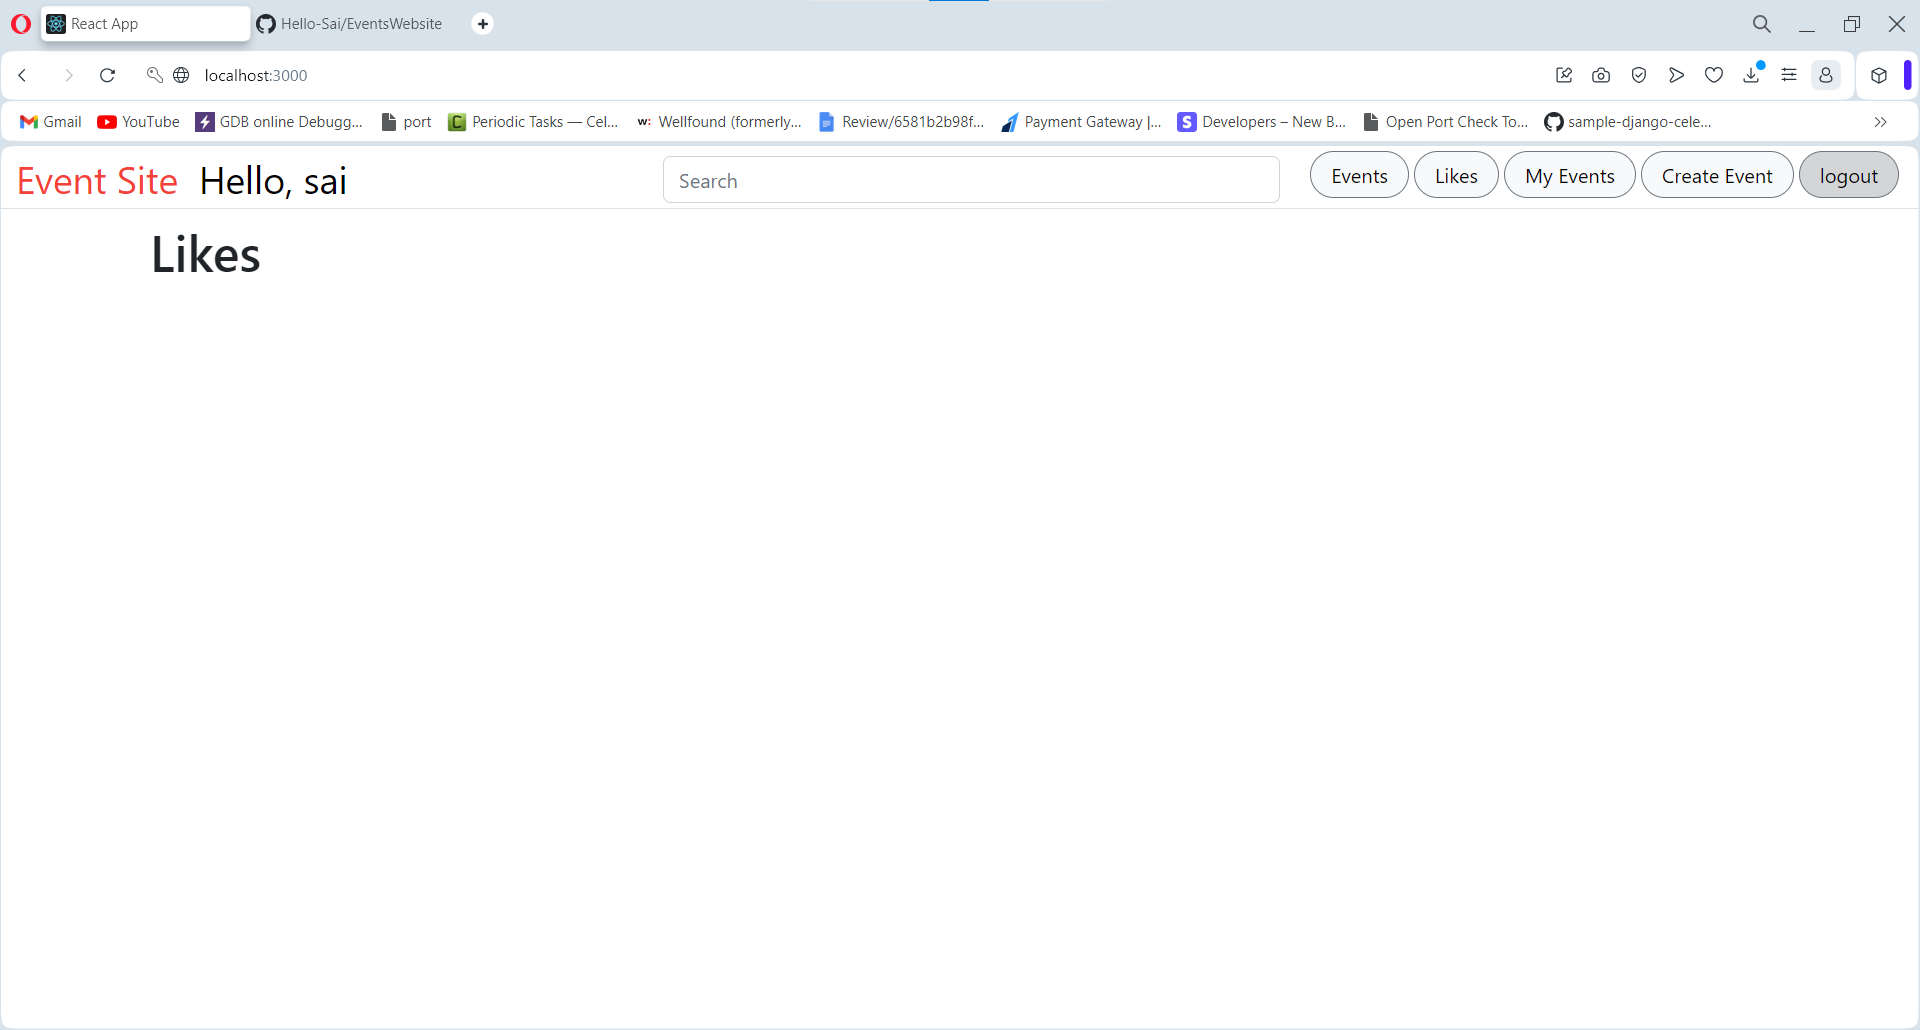 React App
Hello-Sai/EventsWebsite
localhost:3000
Gmail
YouTube
GDB online Debugg...
port
Periodic Tasks — Cel...
w: Wellfound (formerly...
Review/6581b2b98f...
Payment Gateway |...
S Developers – New B...
Open Port Check To...
sample-django-cele...
Event Site Hello, sai
Search
Events
Likes
My Events
Create Event
logout
Likes